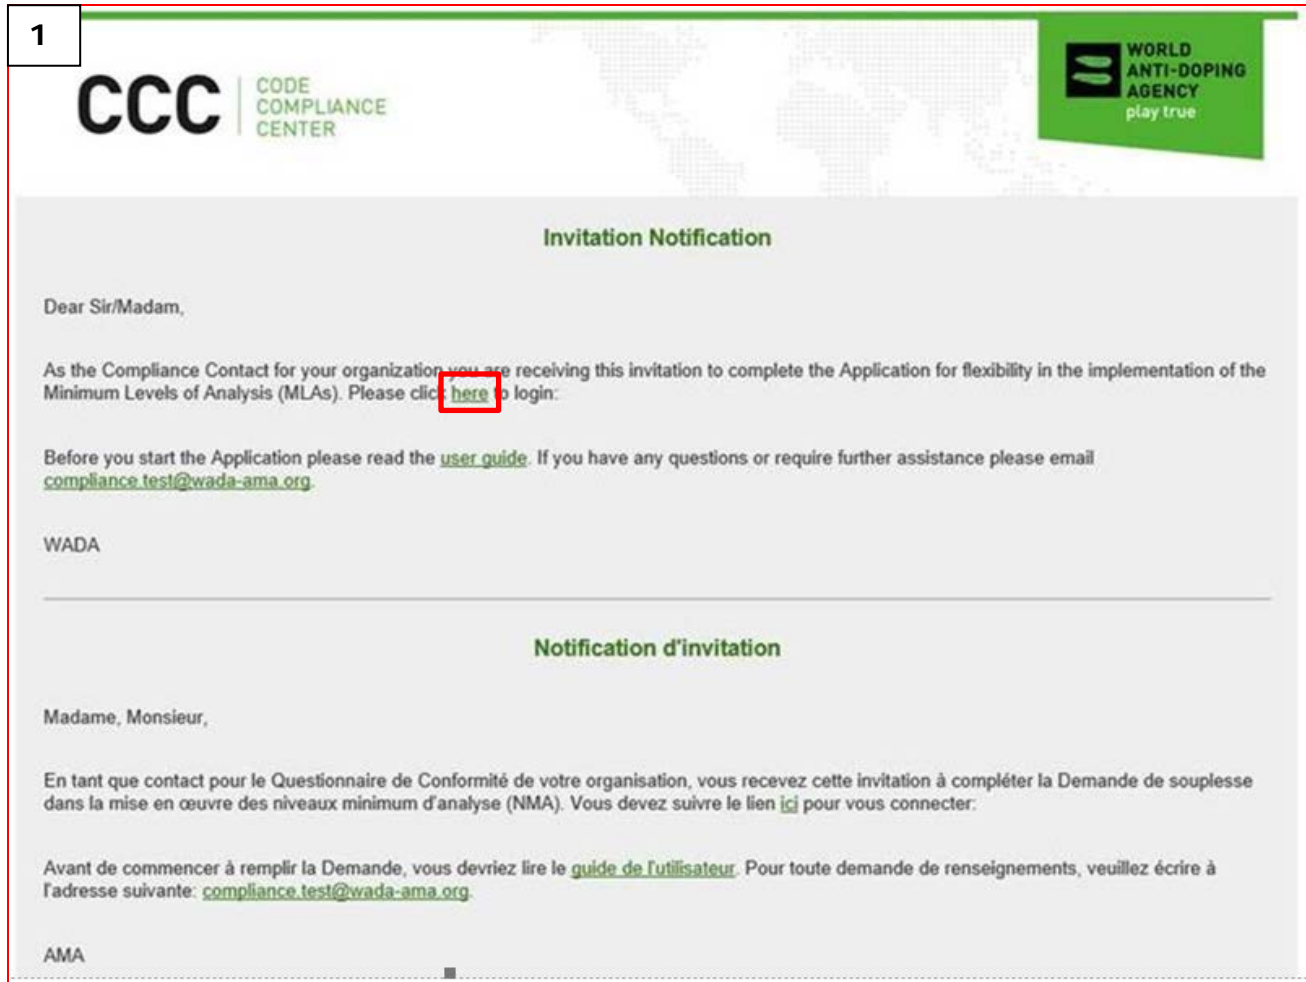 1
CCC
CODE
COMPLIANCE
CENTER
WORLD
ANTI-DOPING
AGENCY
play true
Invitation Notification
Dear Sir/Madam,
As the Compliance Contact for your organization you are receiving this invitation to complete the Application for flexibility in the implementation of the
Minimum Levels of Analysis (MLAs). Please click here to login:
Before you start the Application please read the user guide. If you have any questions or require further assistance please email
compliance.test@wada-ama.org.
WADA
Notification d'invitation
Madame, Monsieur,
En tant que contact pour le Questionnaire de Conformité de votre organisation, vous recevez cette invitation à compléter la Demande de souplesse
dans la mise en œuvre des niveaux minimum d'analyse (NMA). Vous devez suivre le lien ici pour vous connecter:
Avant de commencer à remplir la Demande, vous devriez lire le guide de l'utilisateur. Pour toute demande de renseignements, veuillez écrire à
l'adresse suivante: compliance.test@wada-ama.org.
AMA